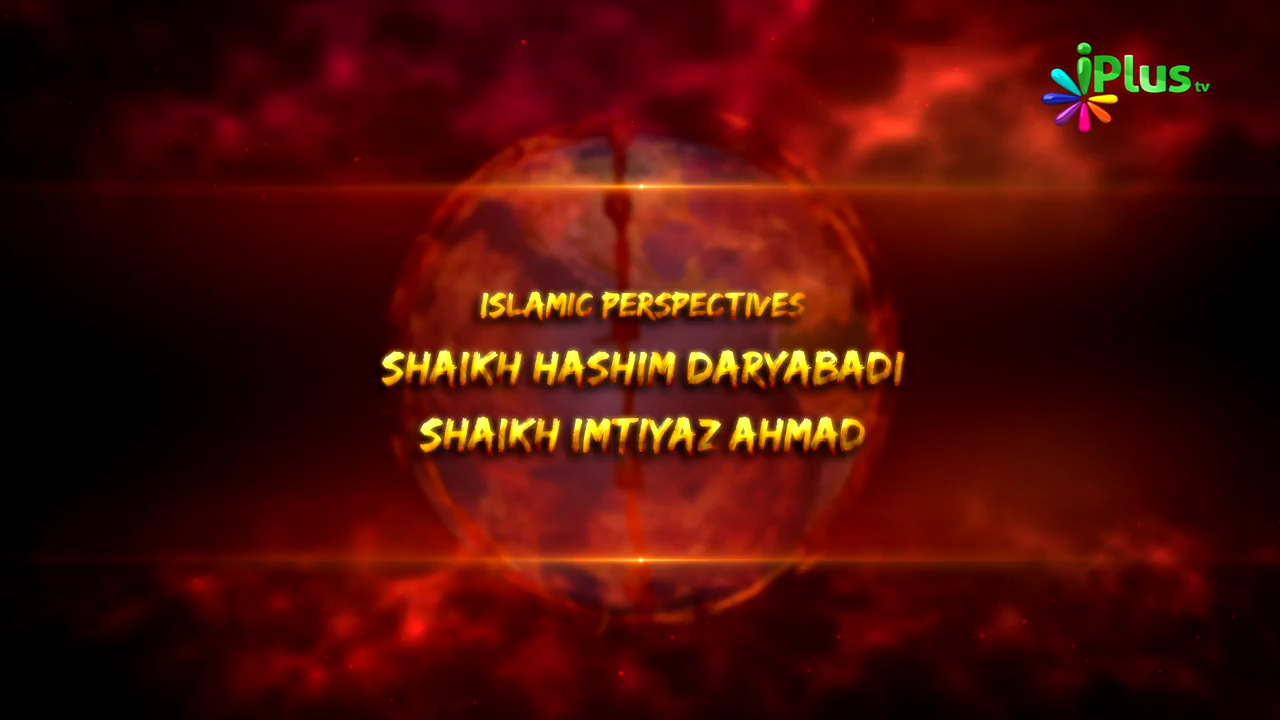 iPlus tv
ISLAMIC PERSPECTIVES
SHAIKH HASHIM DARYABADI
SHAIKH IMTIYAZ AHMAD